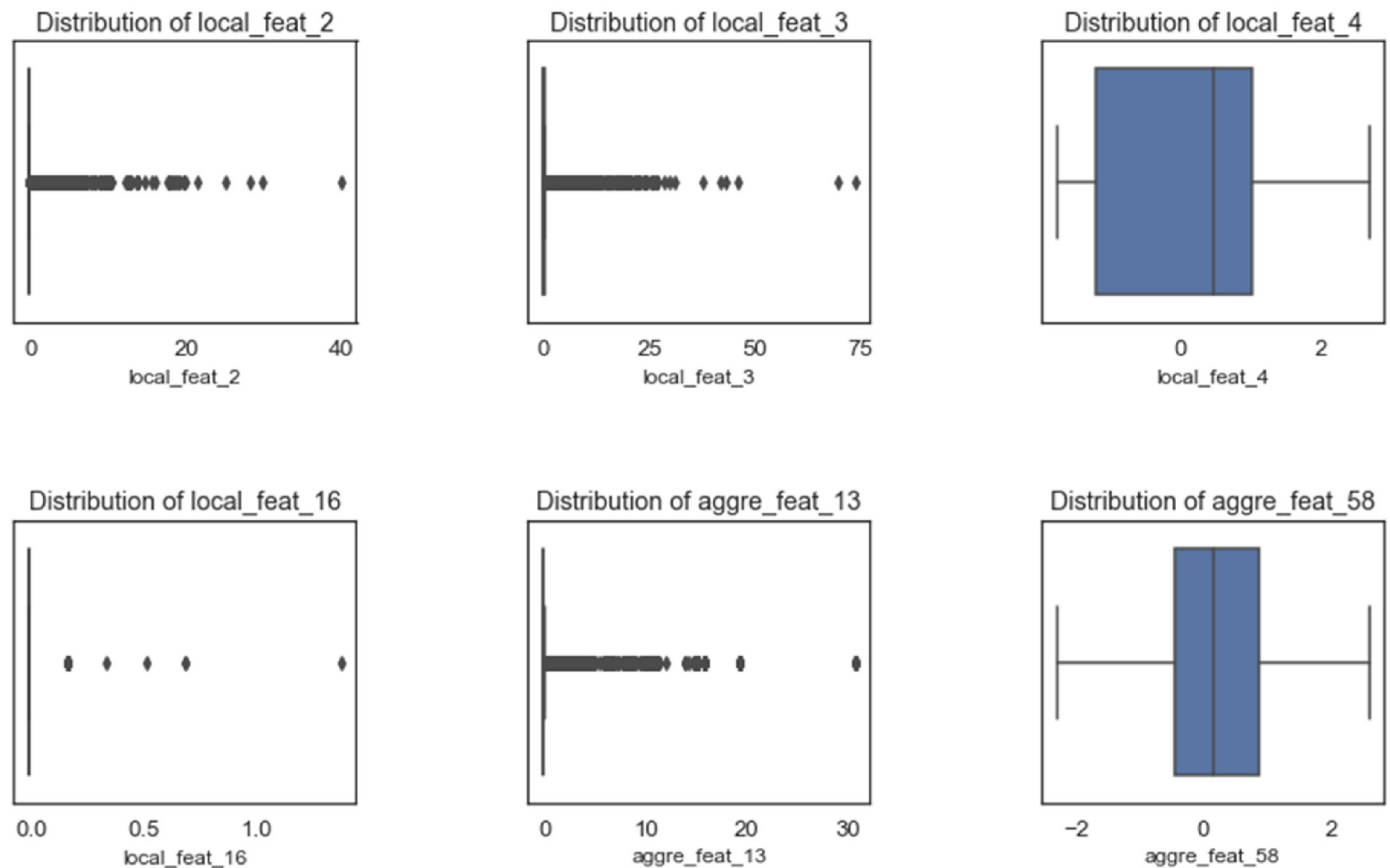 Distribution of local_feat_2
Distribution of local_feat_3
Distribution of local_feat_4
0 20 40
0 25 50 75
0 2
local_feat_2
local_feat_3
local_feat_4
Distribution of local_feat_16
Distribution of aggre_feat_13
Distribution of aggre_feat_58
0.0 0.5 1.0
0 10 20 30
−2 0 2
local_feat_16
aggre_feat_13
aggre_feat_58